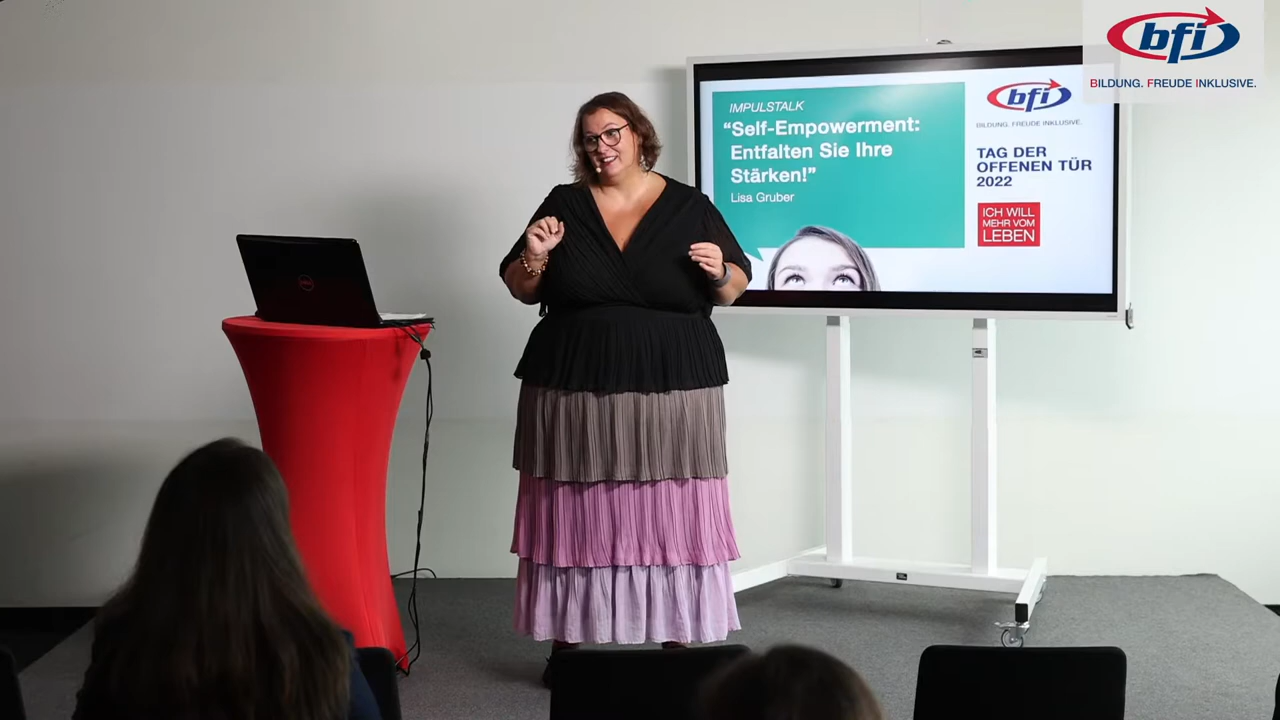 IMPULSTALK
“Self-Empowerment:
Entfalten Sie Ihre
Stärken!”
Lisa Gruber
bfi
BILDUNG. FREUDE INKLUSIVE.
TAG DER
OFFENEN TÜR
2022
ICH WILL
MEHR VOM
LEBEN
bfi
BILDUNG. FREUDE INKLUSIVE.